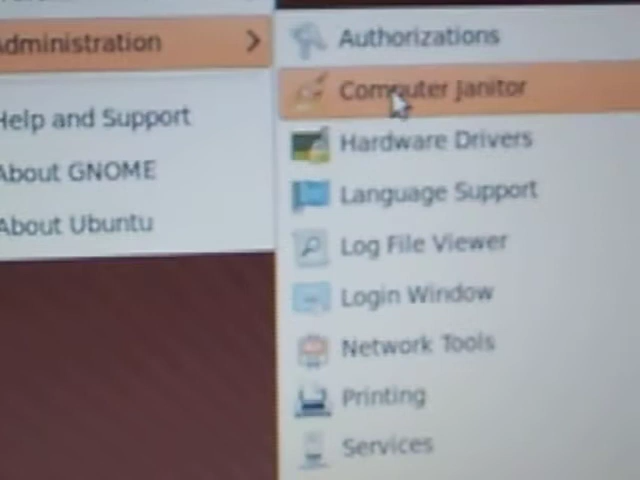 Administration
Help and Support
About GNOME
About Ubuntu
Authorizations
Computer Janitor
Hardware Drivers
Language Support
Log File Viewer
Login Window
Network Tools
Printing
Services